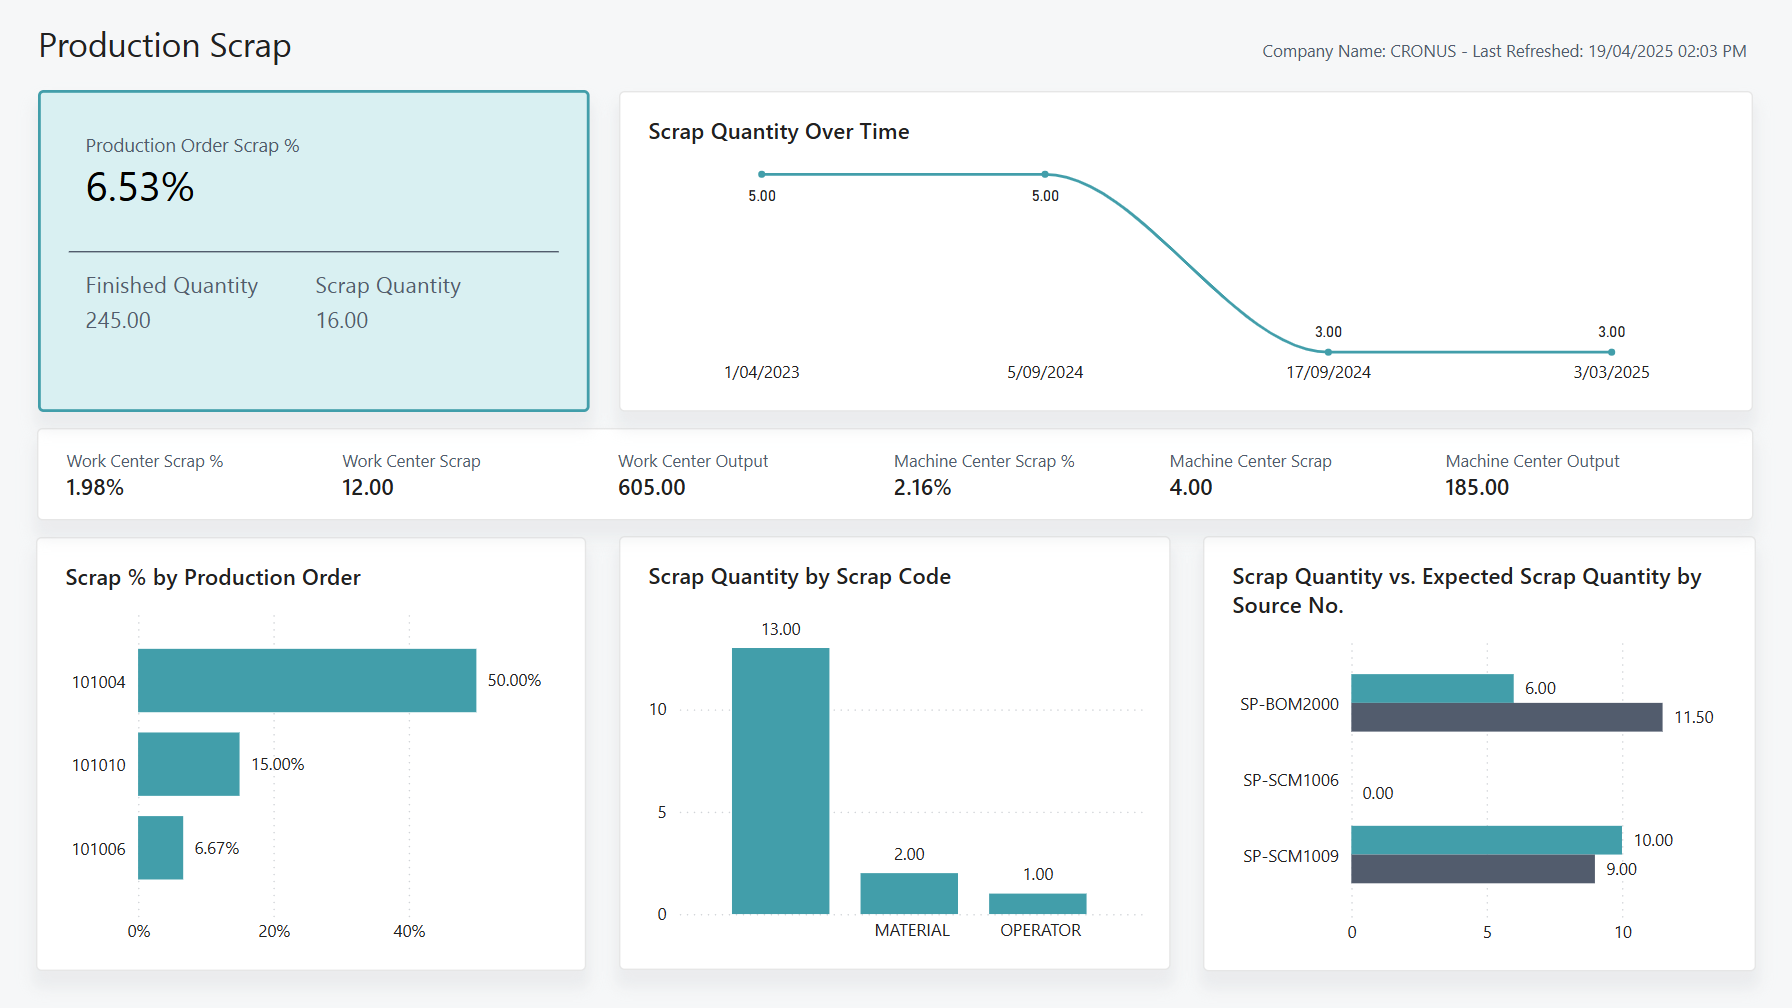 Production Scrap
Company Name: CRONUS - Last Refreshed: 19/04/2025 02:03 PM
Production Order Scrap %
6.53%
Finished Quantity
245.00
Scrap Quantity
16.00
Scrap Quantity Over Time
5.00
5.00
3.00
3.00
1/04/2023
5/09/2024
17/09/2024
3/03/2025
Work Center Scrap %
1.98%
Work Center Scrap
12.00
Work Center Output
605.00
Machine Center Scrap %
2.16%
Machine Center Scrap
4.00
Machine Center Output
185.00
Scrap % by Production Order
101004
50.00%
101010
15.00%
101006
6.67%
0%
20%
40%
Scrap Quantity by Scrap Code
13.00
10
5
0
2.00
1.00
MATERIAL
OPERATOR
Scrap Quantity vs. Expected Scrap Quantity by
Source No.
SP-BOM2000
6.00
11.50
SP-SCM1006
0.00
SP-SCM1009
10.00
9.00
0
5
10